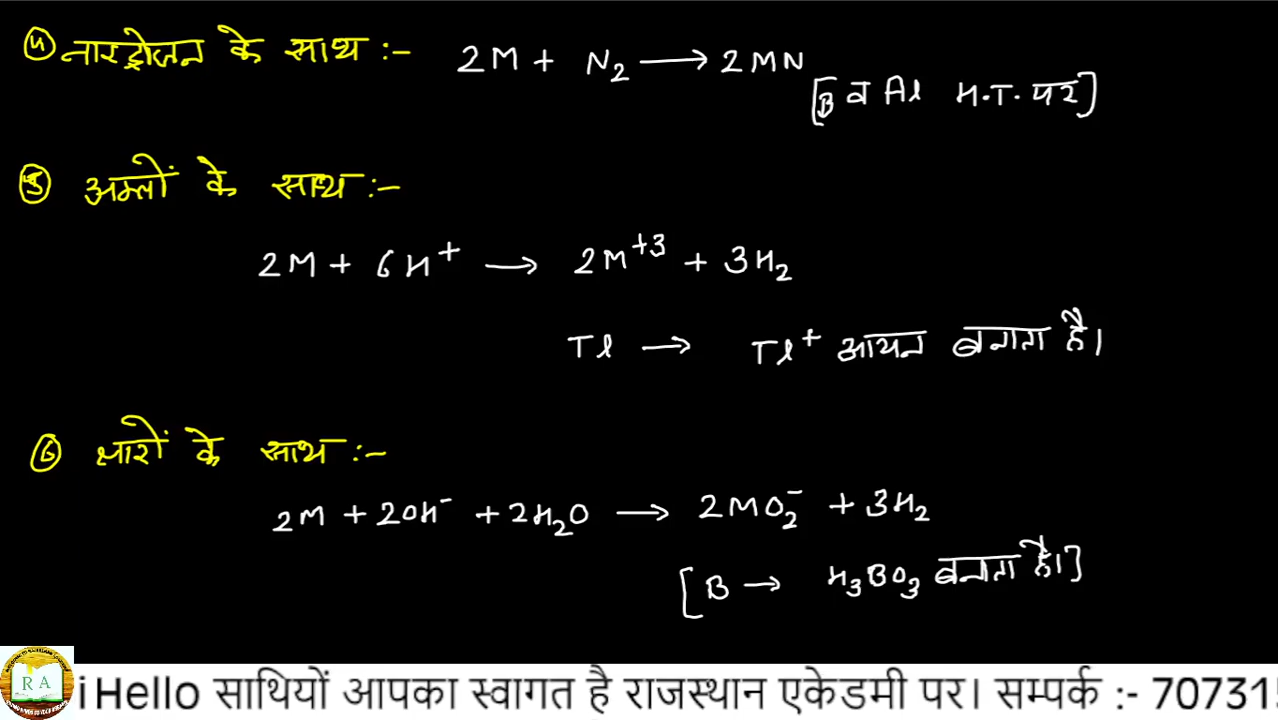 ④ नाइट्रोजन के साथ :- 2M + N₂ ⟶ 2MN
[B व Al H.T. पर]
⑤ अम्लों के साथ :-
2M + 6H⁺ ⟶ 2M⁺³ + 3H₂
Tl ⟶ Tl⁺ आयन बनाता है।
⑥ क्षारों के साथ :-
2M + 2OH⁻ + 2H₂O ⟶ 2MO₂⁻ + 3H₂
[B → H₃BO₃ बनाता है।]
R A
i Hello साथियों आपका स्वागत है राजस्थान एकेडमी पर। सम्पर्क :- 70731